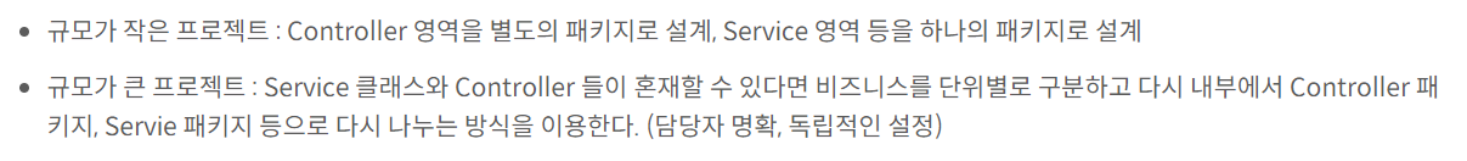 • 규모가 작은 프로젝트 : Controller 영역을 별도의 패키지로 설계, Service 영역 등을 하나의 패키지로 설계
• 규모가 큰 프로젝트 : Service 클래스와 Controller 들이 혼재할 수 있다면 비즈니스를 단위별로 구분하고 다시 내부에서 Controller 패
키지, Servie 패키지 등으로 다시 나누는 방식을 이용한다. (담당자 명확, 독립적인 설정)